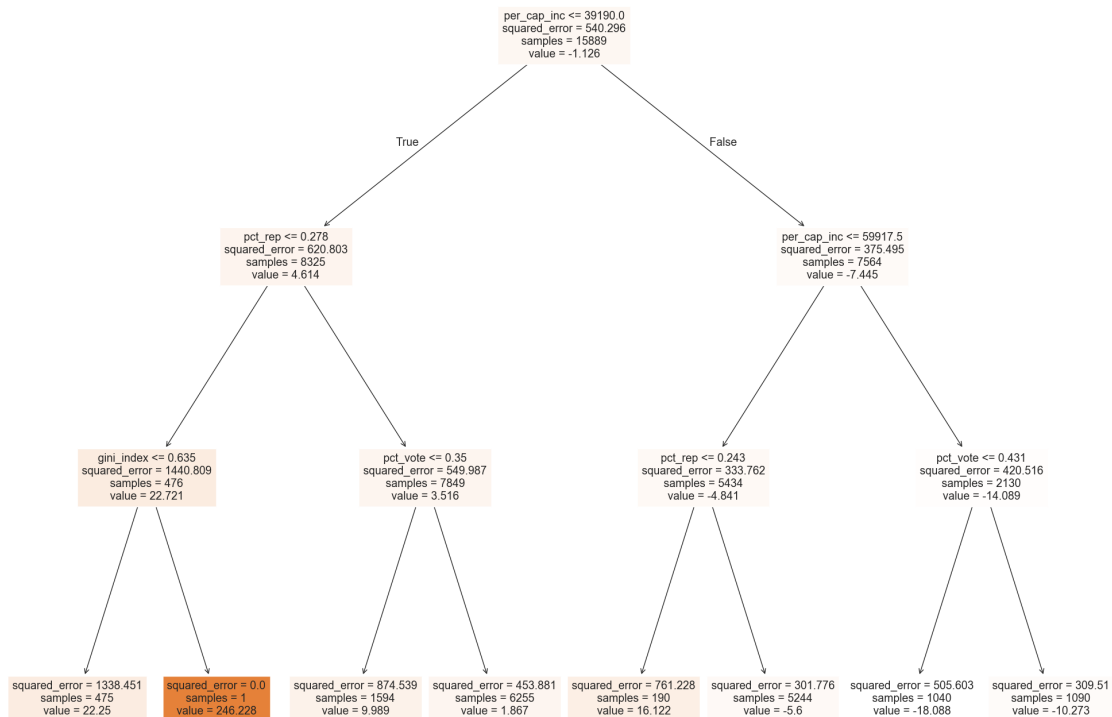 per_cap_inc <= 39190.0
squared_error = 540.296
samples = 15889
value = -1.126
True
False
pct_rep <= 0.278
squared_error = 620.803
samples = 8325
value = 4.614
per_cap_inc <= 59917.5
squared_error = 375.495
samples = 7564
value = -7.445
gini_index <= 0.635
squared_error = 1440.809
samples = 476
value = 22.721
pct_vote <= 0.35
squared_error = 549.987
samples = 7849
value = 3.516
pct_rep <= 0.243
squared_error = 333.762
samples = 5434
value = -4.841
pct_vote <= 0.431
squared_error = 420.516
samples = 2130
value = -14.089
squared_error = 1338.451
samples = 475
value = 22.25
squared_error = 0.0
samples = 1
value = 246.228
squared_error = 874.539
samples = 1594
value = 9.989
squared_error = 453.881
samples = 6255
value = 1.867
squared_error = 761.228
samples = 190
value = 16.122
squared_error = 301.776
samples = 5244
value = -5.6
squared_error = 505.603
samples = 1040
value = -18.088
squared_error = 309.51
samples = 1090
value = -10.273